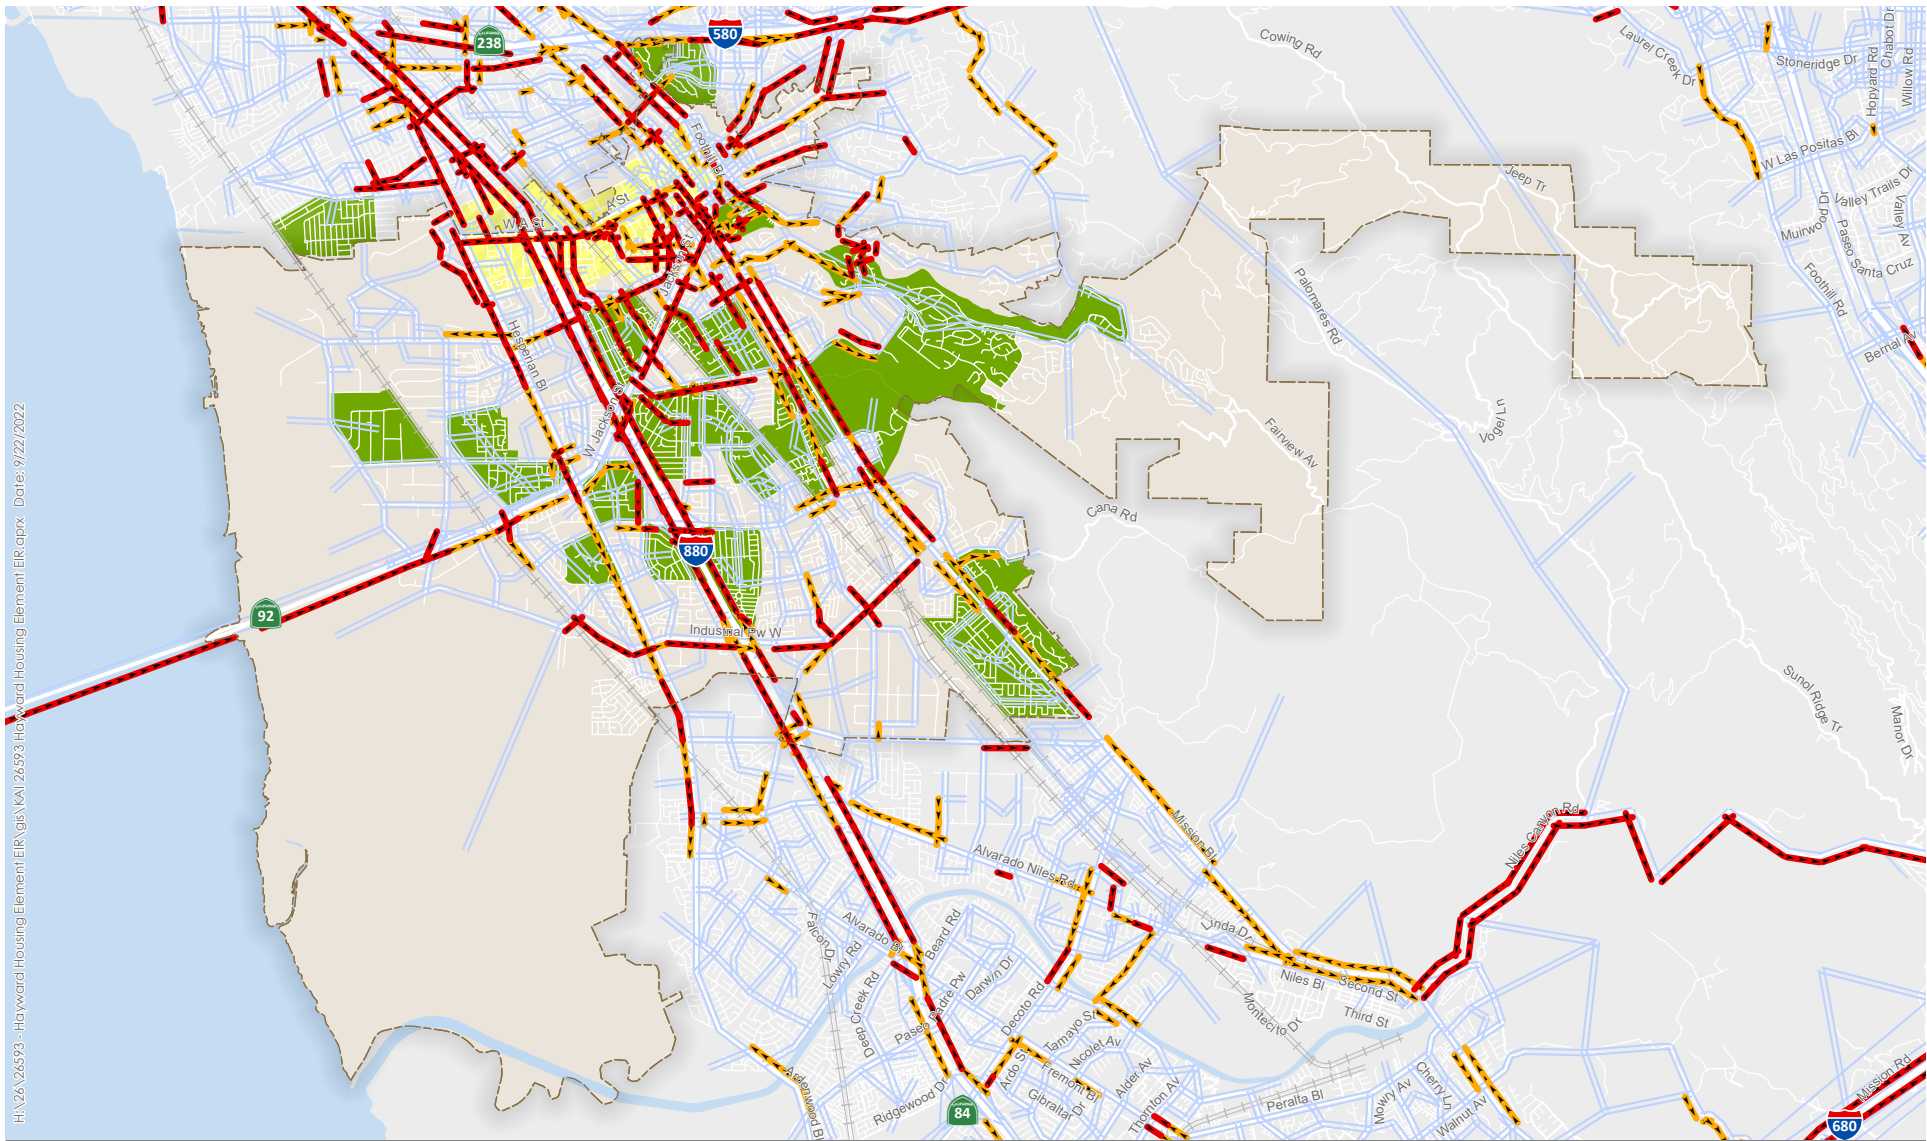 580
CALIFORNIA
238
Cowing Rd
Laurel Creek Dr
Stoneridge Dr
Hopyard Rd
Chabot Dr
Willow Rd
W Las Positas Bl
Valley Trails Dr
Muirwood Dr
Valley Av
Paseo Santa Cruz
Foothill Rd
Bernal Av
Foothill Bl
Jeep Tr
A St
W A St
Jackson St
Palomares Rd
Hesperian Bl
W Jackson St
Vogel Ln
Fairview Av
Cana Rd
880
CALIFORNIA
92
Industrial Pw W
Sunol Ridge Tr
Manor Dr
Mission Bl
Niles Canyon Rd
Alvarado Niles Rd
Alvarado Bl
Falcon Dr
Lowry Rd
Beard Rd
Deep Creek Rd
Paseo Padre Pw
Darwin Dr
Decoto Rd
Linda Dr
Niles Bl
Second St
Third St
Montecito Dr
Tamayo St
Nicolet Av
Ardo St
Fremont Bl
Alder Av
Gibraltar Dr
Thornton Av
Ardenwood Bl
Ridgewood Dr
CALIFORNIA
84
Peralta Bl
Mowry Av
Cherry Ln
Walnut Av
Mission Rd
680
H:\26\26593 - Hayward Housing Element EIR\gis\KAI 26593 Hayward Housing Element EIR.aprx   Date: 9/22/2022